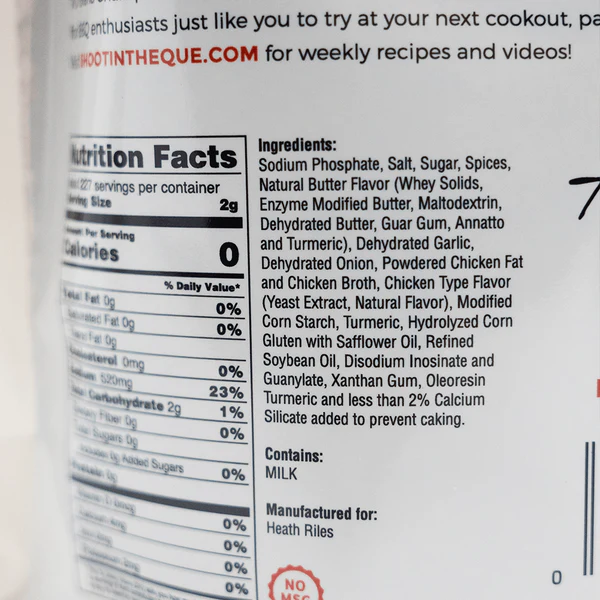 enthusiasts just like you to try at your next cookout, pa
HOOTINTHEQUE.COM for weekly recipes and videos!
Nutrition Facts
227 servings per container
Serving Size 2g
Amount Per Serving
Calories 0
% Daily Value*
Total Fat 0g 0%
Saturated Fat 0g 0%
Trans Fat 0g
Cholesterol 0mg 0%
Sodium 520mg 23%
Total Carbohydrate 2g 1%
Dietary Fiber 0g 0%
Total Sugars 0g
Includes 0g Added Sugars 0%
0%
0%
0%
0%
Ingredients:
Sodium Phosphate, Salt, Sugar, Spices,
Natural Butter Flavor (Whey Solids,
Enzyme Modified Butter, Maltodextrin,
Dehydrated Butter, Guar Gum, Annatto
and Turmeric), Dehydrated Garlic,
Dehydrated Onion, Powdered Chicken Fat
and Chicken Broth, Chicken Type Flavor
(Yeast Extract, Natural Flavor), Modified
Corn Starch, Turmeric, Hydrolyzed Corn
Gluten with Safflower Oil, Refined
Soybean Oil, Disodium Inosinate and
Guanylate, Xanthan Gum, Oleoresin
Turmeric and less than 2% Calcium
Silicate added to prevent caking.
Contains:
MILK
Manufactured for:
Heath Riles
NO
MSG
0